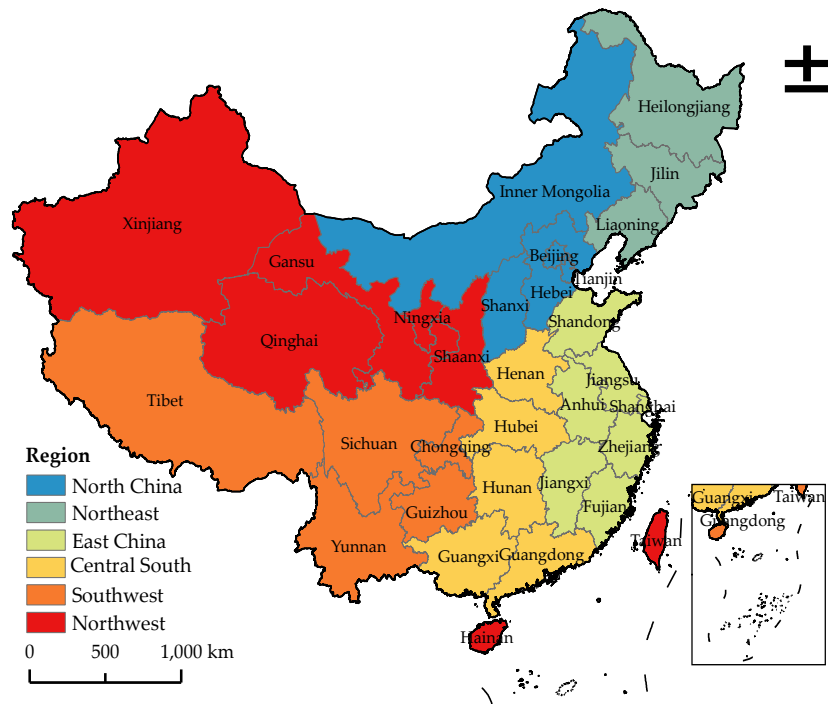 ±
Heilongjiang
Jilin
Inner Mongolia
Liaoning
Xinjiang
Beijing
Gansu
Tianjin
Hebei
Shanxi
Ningxia
Shandong
Qinghai
Shaanxi
Henan
Jiangsu
Tibet
Anhui
Shanghai
Hubei
Sichuan
Chongqing
Zhejiang
Hunan
Jiangxi
Guizhou
Fujian
Yunnan
Guangxi
Guangdong
Taiwan
Hainan
Region
North China
Northeast
East China
Central South
Southwest
Northwest
0 500 1,000 km
Guangxi
Taiwan
Guangdong